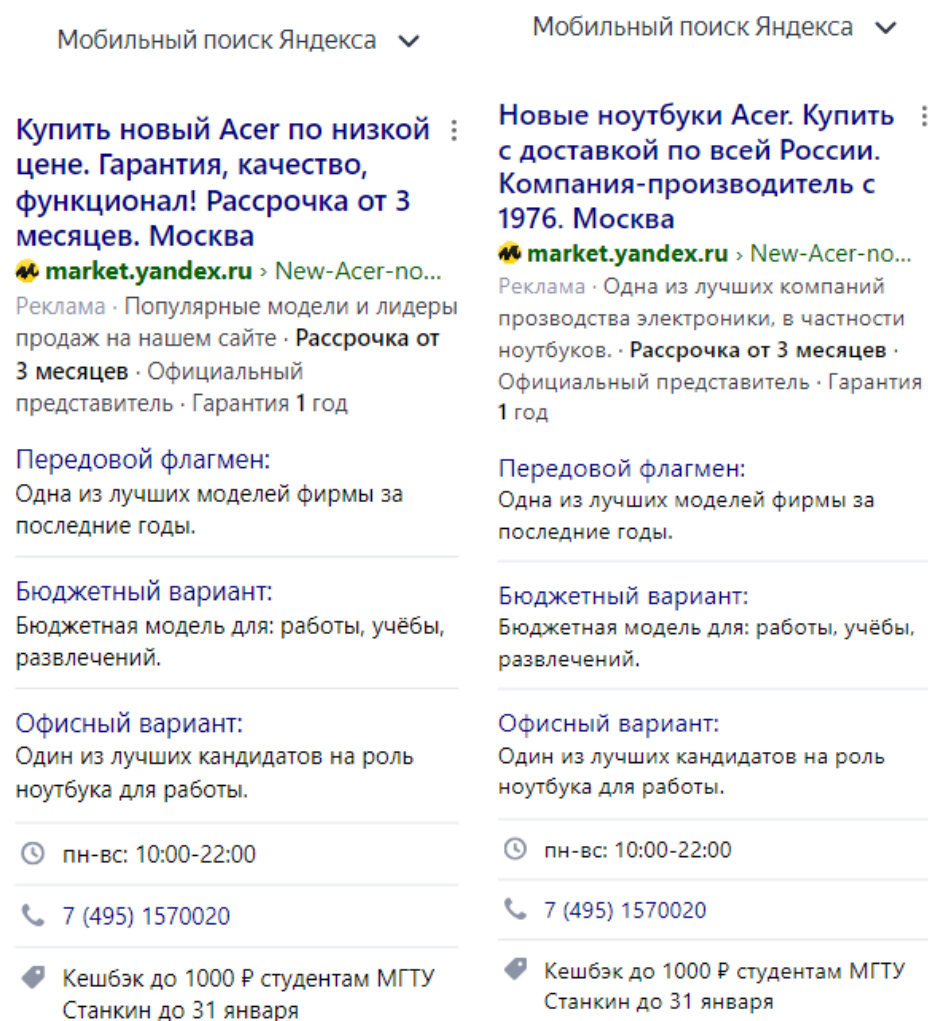 Мобильный поиск Яндекса
Купить новый Acer по низкой
цене. Гарантия, качество,
функционал! Рассрочка от 3
месяцев. Москва
market.yandex.ru › New-Acer-no...
Реклама · Популярные модели и лидеры
продаж на нашем сайте · Рассрочка от
3 месяцев · Официальный
представитель · Гарантия 1 год
Передовой флагмен:
Одна из лучших моделей фирмы за
последние годы.
Бюджетный вариант:
Бюджетная модель для: работы, учёбы,
развлечений.
Офисный вариант:
Один из лучших кандидатов на роль
ноутбука для работы.
пн-вс: 10:00-22:00
7 (495) 1570020
Кешбэк до 1000 ₽ студентам МГТУ
Станкин до 31 января
Мобильный поиск Яндекса
Новые ноутбуки Acer. Купить
с доставкой по всей России.
Компания-производитель с
1976. Москва
market.yandex.ru › New-Acer-no...
Реклама · Одна из лучших компаний
прозводства электроники, в частности
ноутбуков. · Рассрочка от 3 месяцев ·
Официальный представитель · Гарантия
1 год
Передовой флагмен:
Одна из лучших моделей фирмы за
последние годы.
Бюджетный вариант:
Бюджетная модель для: работы, учёбы,
развлечений.
Офисный вариант:
Один из лучших кандидатов на роль
ноутбука для работы.
пн-вс: 10:00-22:00
7 (495) 1570020
Кешбэк до 1000 ₽ студентам МГТУ
Станкин до 31 января